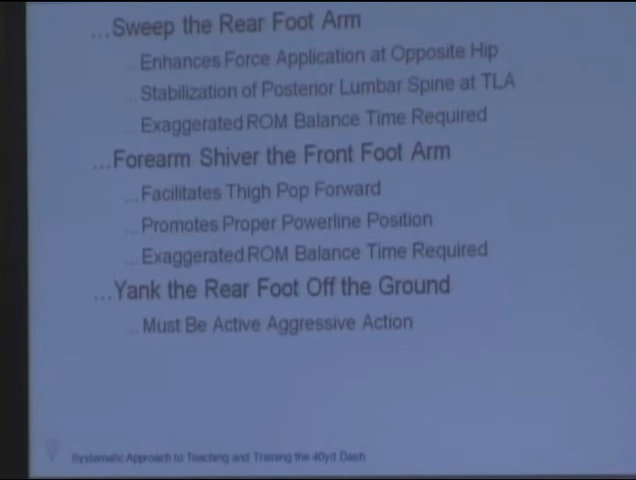 ...Sweep the Rear Foot Arm
...Enhances Force Application at Opposite Hip
...Stabilization of Posterior Lumbar Spine at TLA
...Exaggerated ROM Balance Time Required
...Forearm Shiver the Front Foot Arm
...Facilitates Thigh Pop Forward
...Promotes Proper Powerline Position
...Exaggerated ROM Balance Time Required
...Yank the Rear Foot Off the Ground
...Must Be Active Aggressive Action
Systematic Approach to Teaching and Training the 40yd Dash